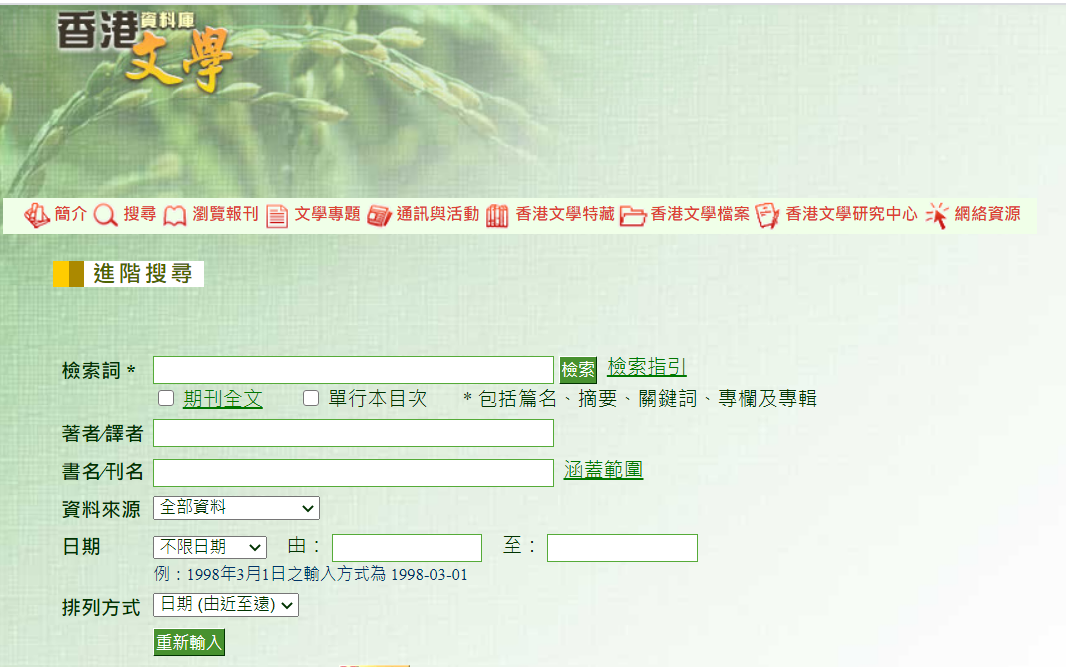 香港資料庫
文學
簡介 搜尋 瀏覽報刊 文學專題 通訊與活動 香港文學特藏 香港文學檔案 香港文學研究中心 網絡資源
進階搜尋
檢索詞 * 檢索 檢索指引
期刊全文 單行本目次 * 包括篇名、摘要、關鍵詞、專欄及專輯
著者/譯者
書名/刊名 涵蓋範圍
資料來源 全部資料
日期 不限日期 由： 至：
例：1998年3月1日之輸入方式為 1998-03-01
排列方式 日期 (由近至遠)
重新輸入